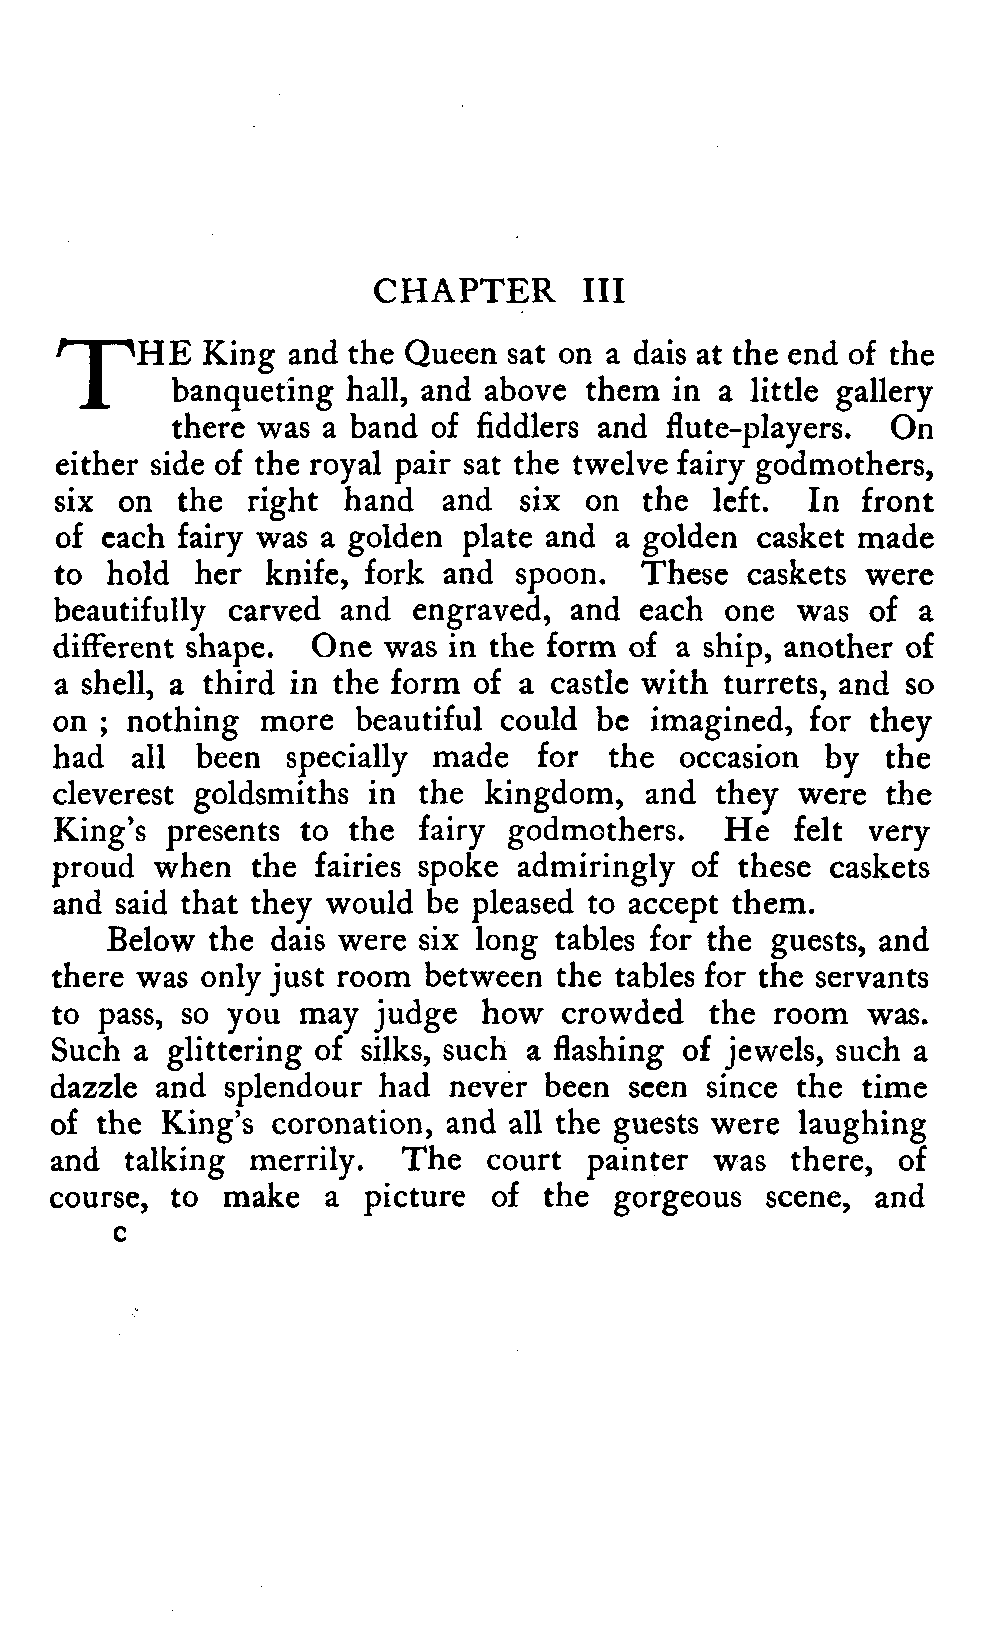 CHAPTER III
THE King and the Queen sat on a dais at the end of the
banqueting hall, and above them in a little gallery
there was a band of fiddlers and flute-players. On
either side of the royal pair sat the twelve fairy godmothers,
six on the right hand and six on the left. In front
of each fairy was a golden plate and a golden casket made
to hold her knife, fork and spoon. These caskets were
beautifully carved and engraved, and each one was of a
different shape. One was in the form of a ship, another of
a shell, a third in the form of a castle with turrets, and so
on ; nothing more beautiful could be imagined, for they
had all been specially made for the occasion by the
cleverest goldsmiths in the kingdom, and they were the
King's presents to the fairy godmothers. He felt very
proud when the fairies spoke admiringly of these caskets
and said that they would be pleased to accept them.
Below the dais were six long tables for the guests, and
there was only just room between the tables for the servants
to pass, so you may judge how crowded the room was.
Such a glittering of silks, such a flashing of jewels, such a
dazzle and splendour had never been seen since the time
of the King's coronation, and all the guests were laughing
and talking merrily. The court painter was there, of
course, to make a picture of the gorgeous scene, and
C